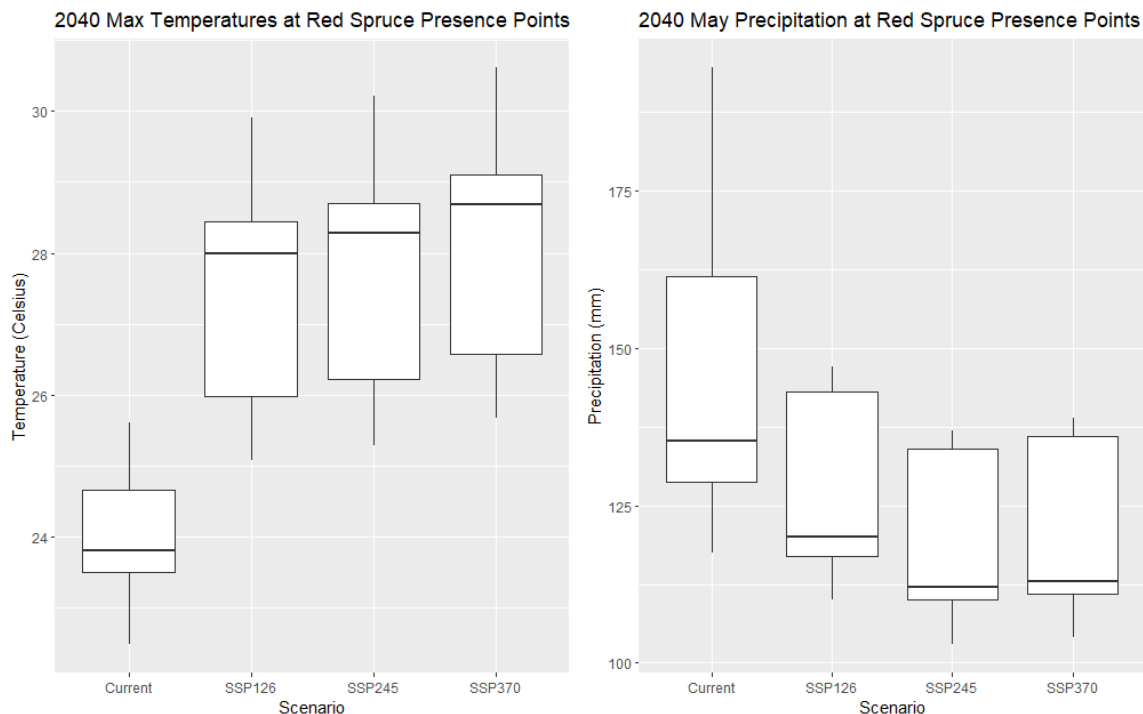 2040 Max Temperatures at Red Spruce Presence Points
30
28
26
24
Temperature (Celsius)
Current SSP126 SSP245 SSP370
Scenario
2040 May Precipitation at Red Spruce Presence Points
175
150
125
100
Precipitation (mm)
Current SSP126 SSP245 SSP370
Scenario